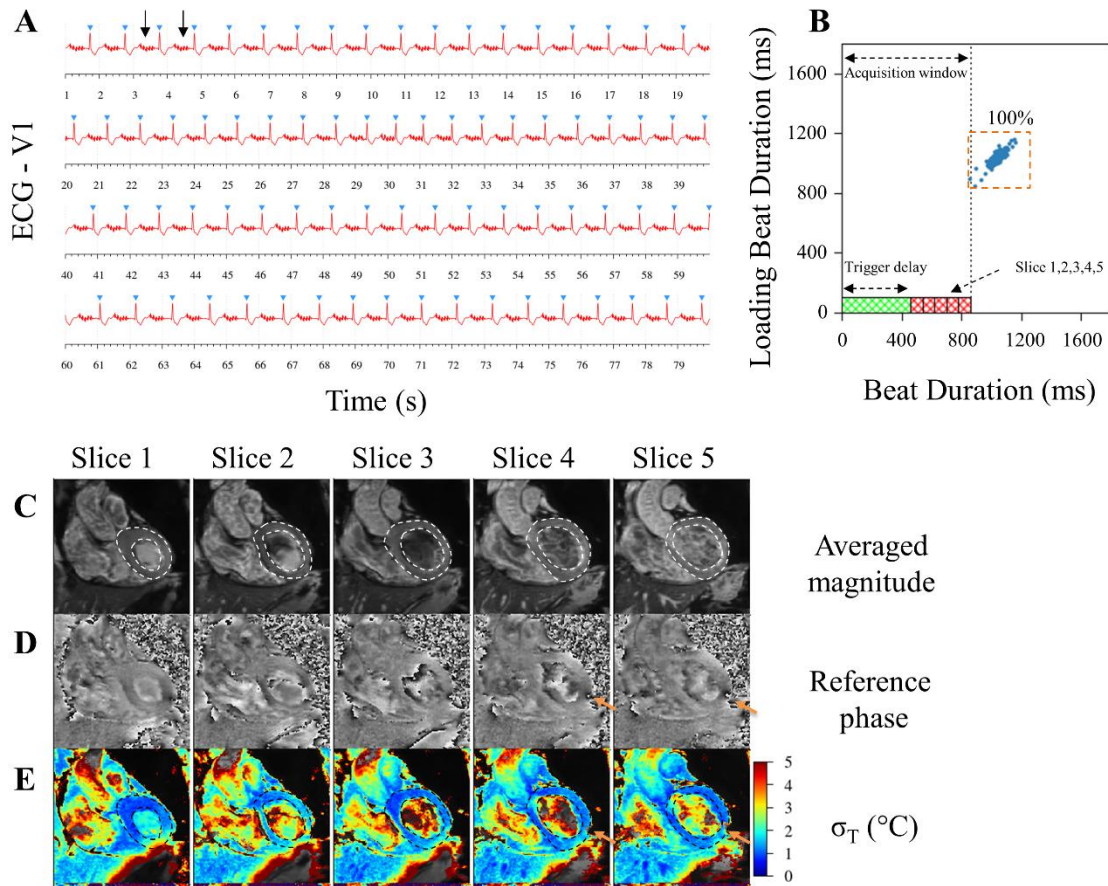 A
ECG - V1
1 2 3 4 5 6 7 8 9 10 11 12 13 14 15 16 17 18 19
20 21 22 23 24 25 26 27 28 29 30 31 32 33 34 35 36 37 38 39
40 41 42 43 44 45 46 47 48 49 50 51 52 53 54 55 56 57 58 59
60 61 62 63 64 65 66 67 68 69 70 71 72 73 74 75 76 77 78 79
Time (s)
B
Loading Beat Duration (ms)
1600
1200
800
400
0
Acquisition window
100%
Trigger delay
Slice 1,2,3,4,5
0 400 800 1200 1600
Beat Duration (ms)
Slice 1 Slice 2 Slice 3 Slice 4 Slice 5
C
Averaged
magnitude
D
Reference
phase
E
5
4
3
2
1
0
σT (°C)